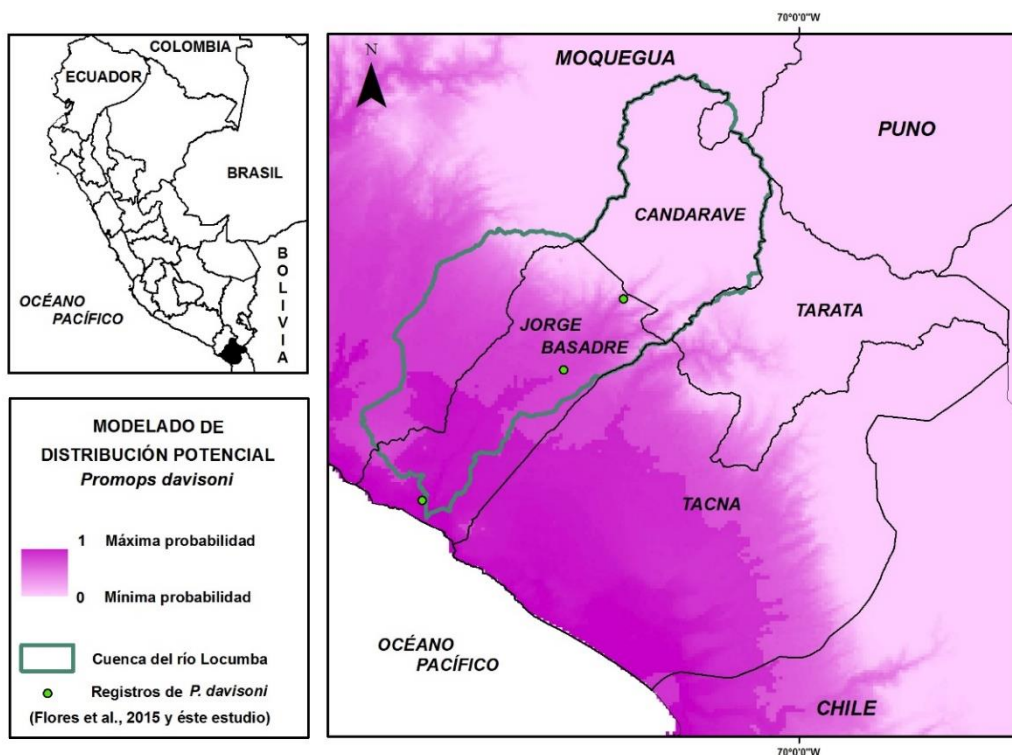 COLOMBIA
ECUADOR
BRASIL
BOLIVIA
OCÉANO
PACÍFICO
MODELADO DE
DISTRIBUCIÓN POTENCIAL
Promops davisoni
1 Máxima probabilidad
0 Mínima probabilidad
Cuenca del río Locumba
Registros de P. davisoni
(Flores et al., 2015 y éste estudio)
70°0'0"W
N
MOQUEGUA
PUNO
CANDARAVE
TARATA
JORGE
BASADRE
TACNA
OCÉANO
PACÍFICO
CHILE
70°0'0"W